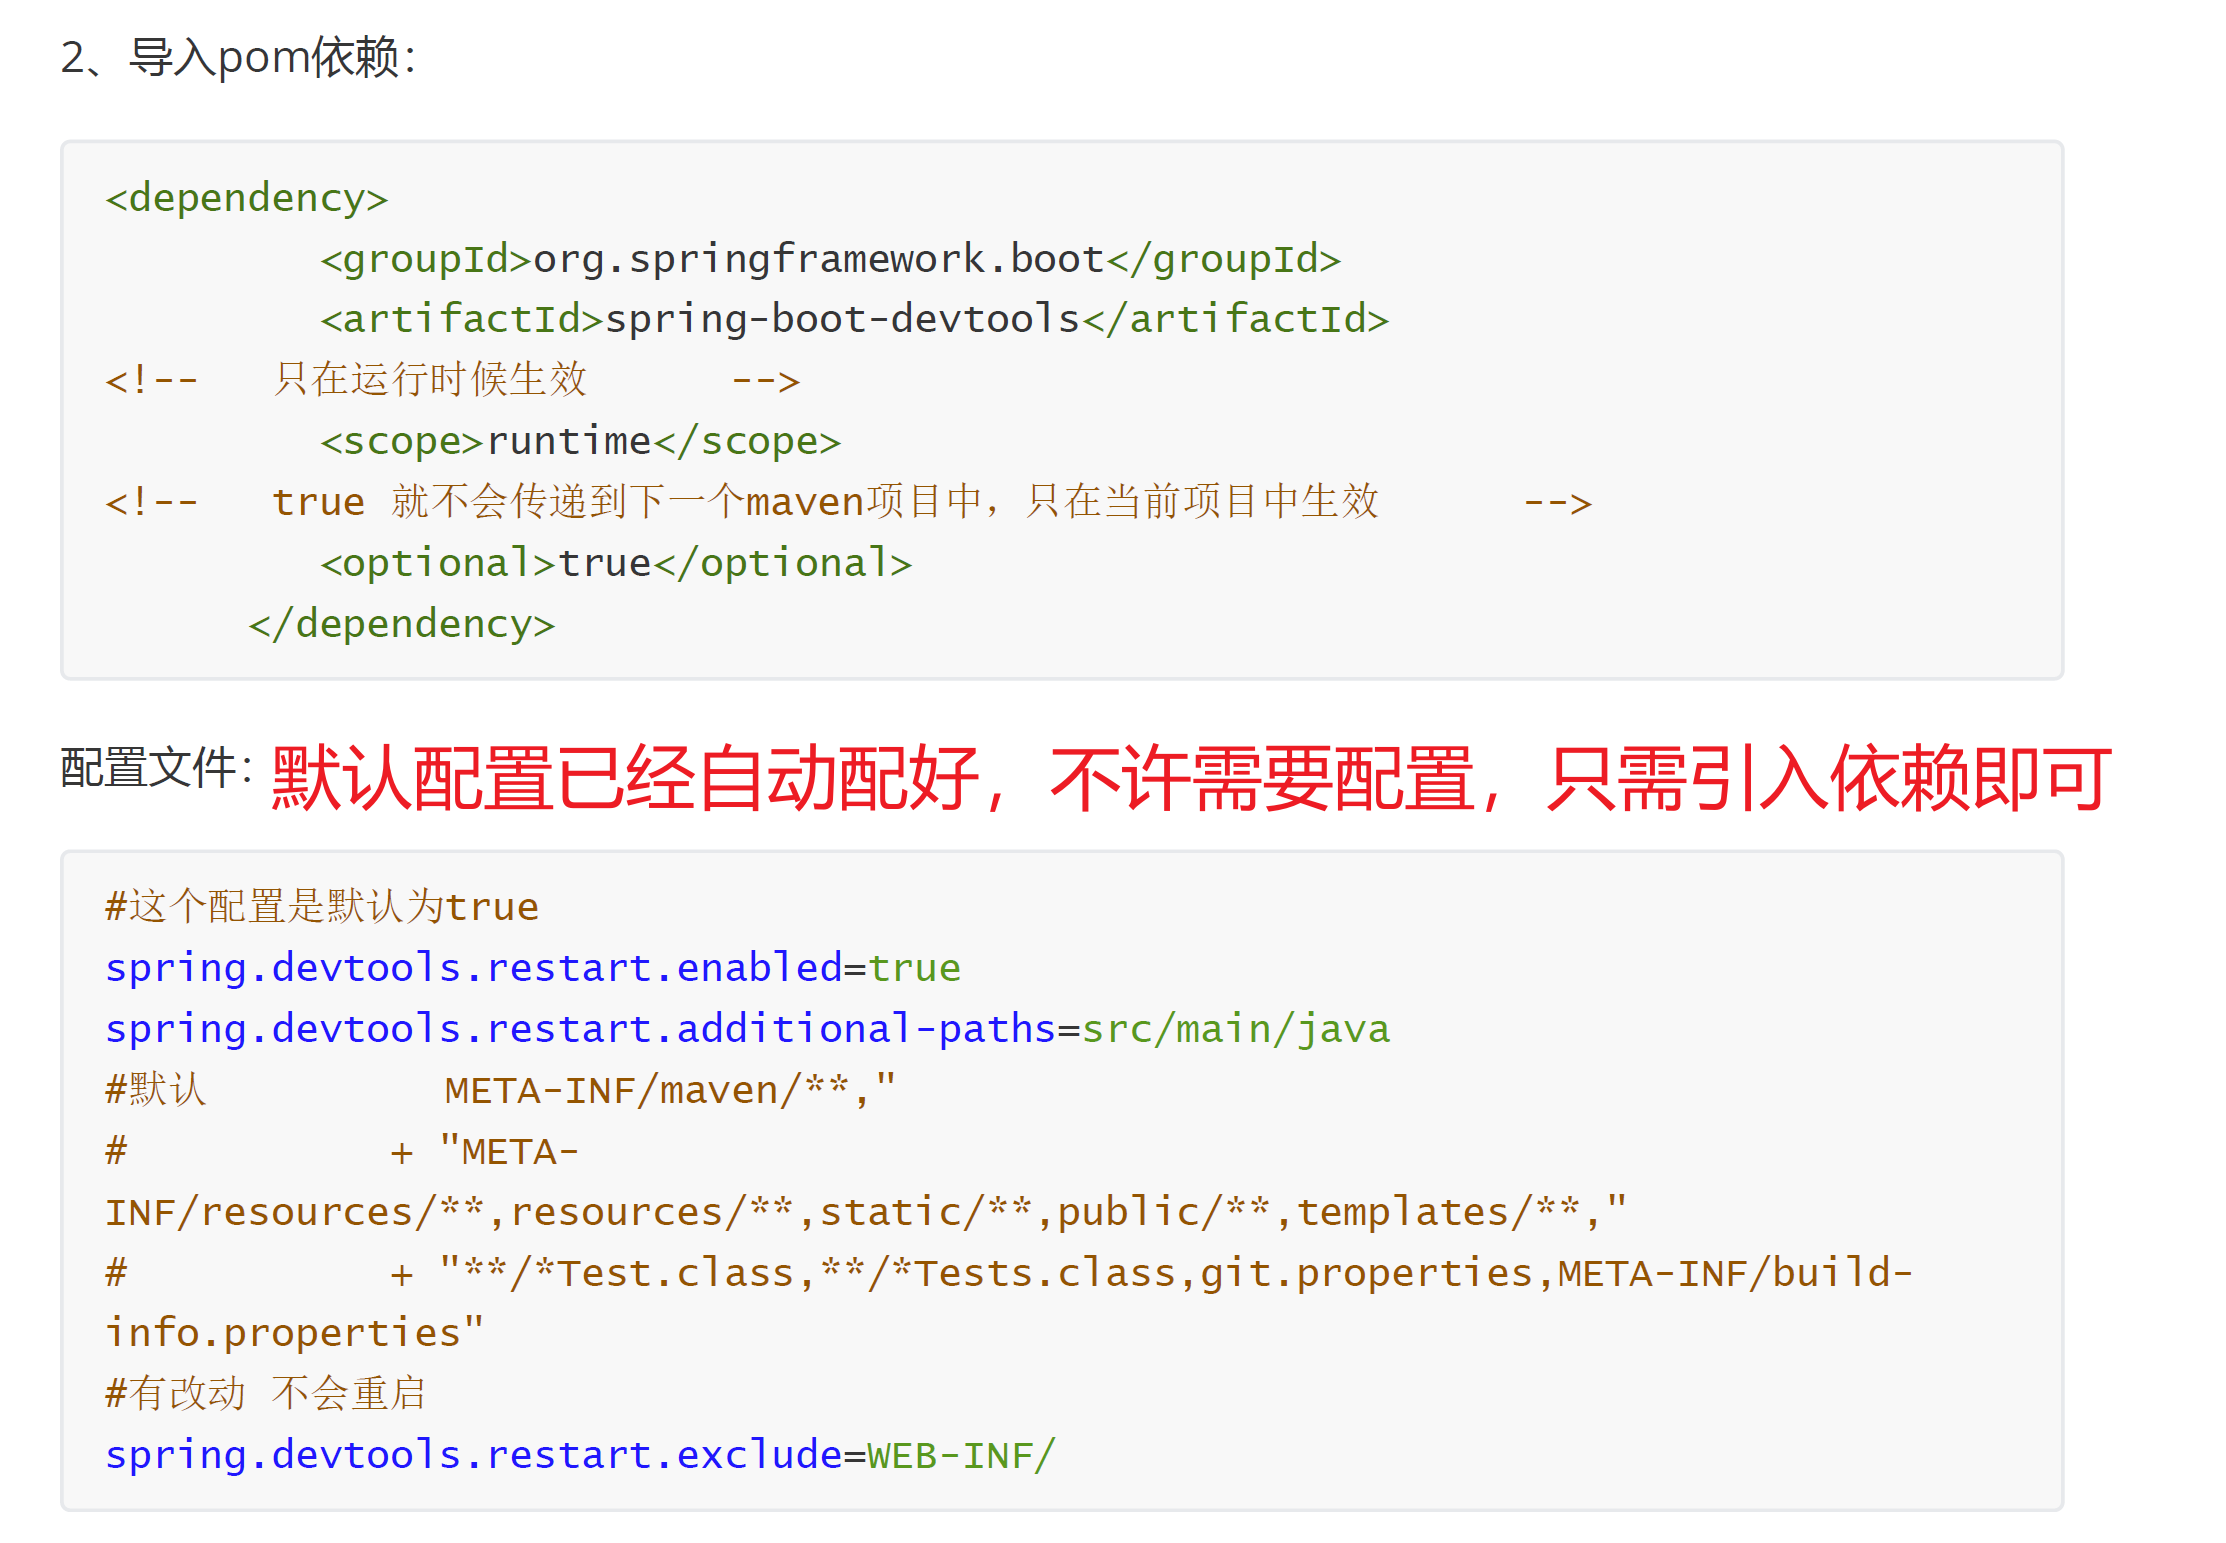 2、导入pom依赖：
<dependency>
<groupId>org.springframework.boot</groupId>
<artifactId>spring-boot-devtools</artifactId>
<!-- 只在运行时候生效 -->
<scope>runtime</scope>
<!-- true 就不会传递到下一个maven项目中，只在当前项目中生效 -->
<optional>true</optional>
</dependency>
配置文件：默认配置已经自动配好，不许需要配置，只需引入依赖即可
#这个配置是默认为true
spring.devtools.restart.enabled=true
spring.devtools.restart.additional-paths=src/main/java
#默认 META-INF/maven/**,"
# + "META-
INF/resources/**,resources/**,static/**,public/**,templates/**,"
# + "**/*Test.class,**/*Tests.class,git.properties,META-INF/build-
info.properties"
#有改动 不会重启
spring.devtools.restart.exclude=WEB-INF/